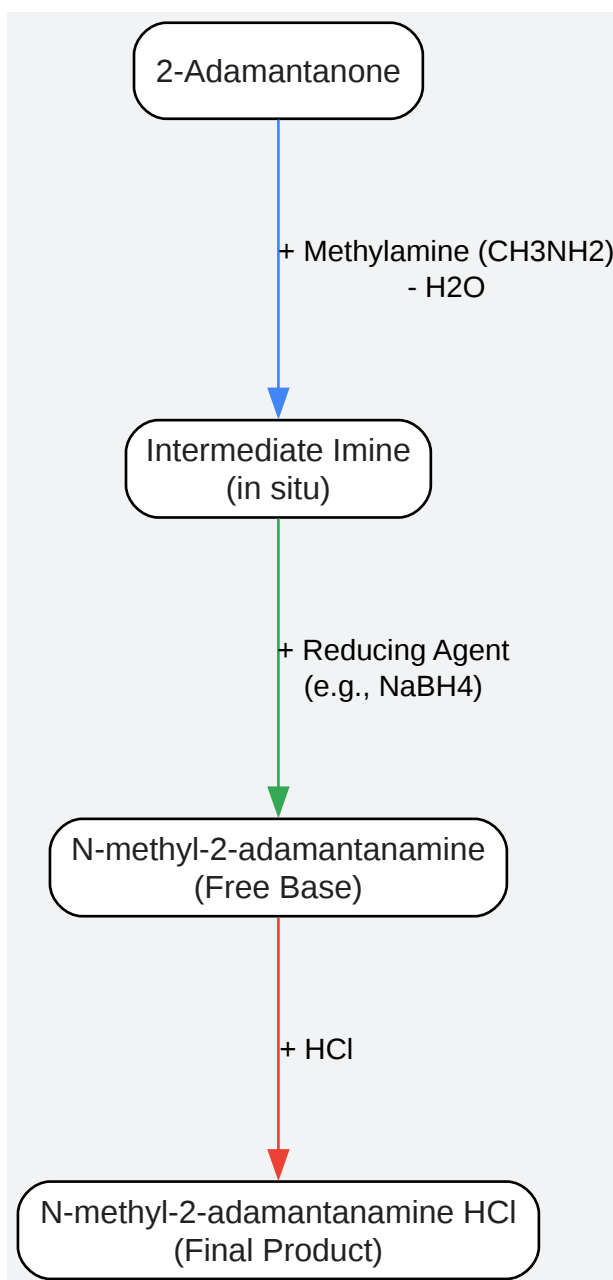 2-Adamantanone
+ Methylamine (CH3NH2)
- H2O
Intermediate Imine
(in situ)
+ Reducing Agent
(e.g., NaBH4)
N-methyl-2-adamantanamine
(Free Base)
+ HCl
N-methyl-2-adamantanamine HCl
(Final Product)